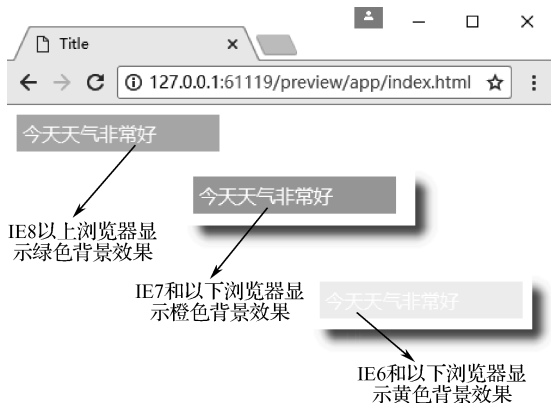 Title
127.0.0.1:61119/preview/app/index.html
今天天气非常好
IE8以上浏览器显
示绿色背景效果
今天天气非常好
IE7和以下浏览器显
示橙色背景效果
今天天气非常好
IE6和以下浏览器显
示黄色背景效果